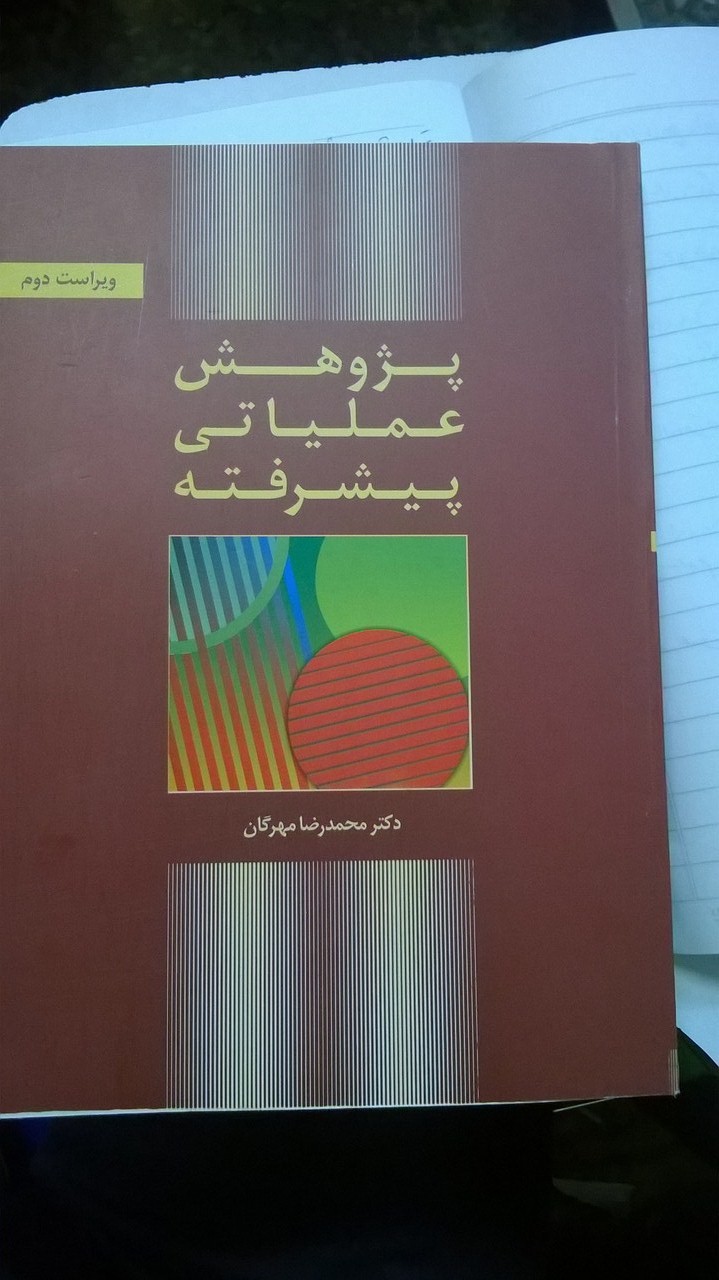 ویراست دوم
پژوهش
عملیاتی
پیشرفته
دکتر محمدرضا مهرگان